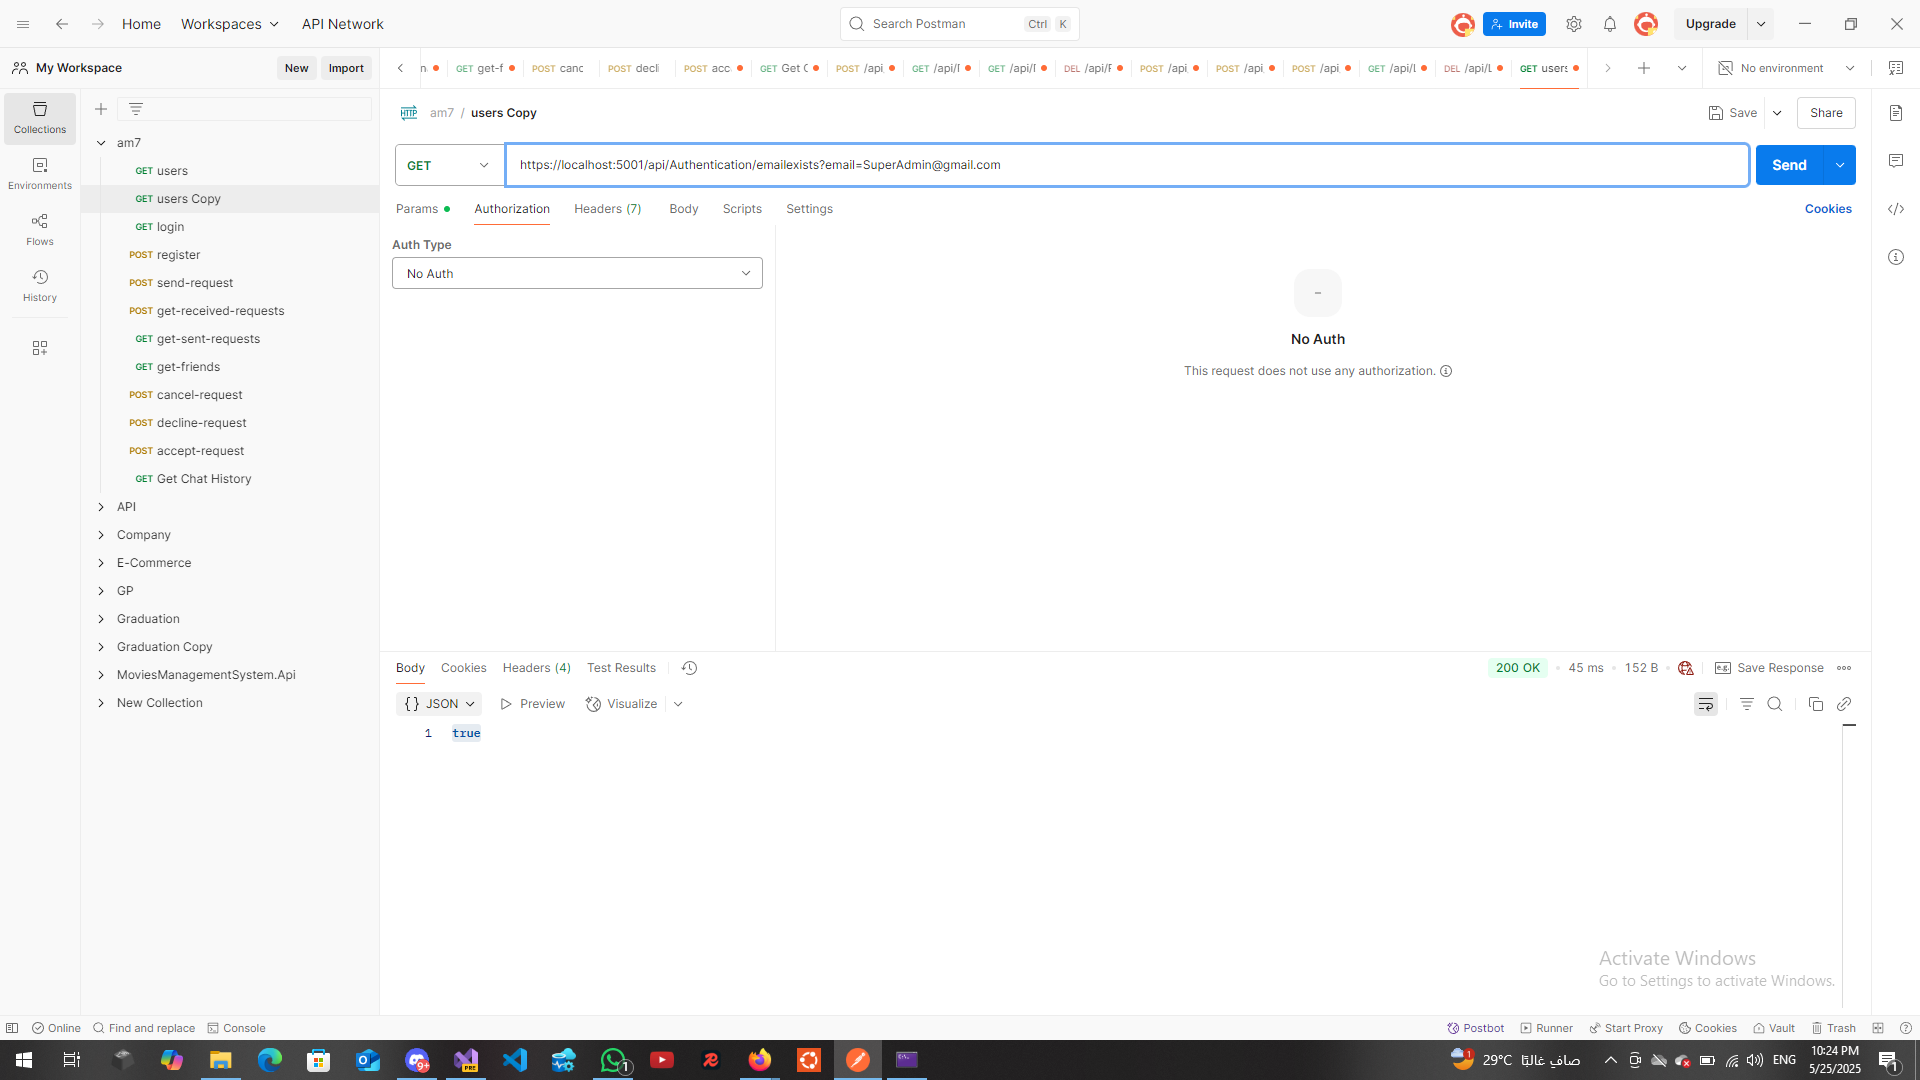 Home
Workspaces
API Network
Search Postman
Ctrl
K
Invite
Upgrade
My Workspace
New
Import
GET get-f
POST canc
POST decli
POST acc
GET Get C
POST /api
GET /api/
GET /api/
DEL /api/
POST /api
POST /api
POST /api
GET /api/
DEL /api/
GET users
No environment
Collections
Environments
Flows
History
am7
GET users
GET users Copy
GET login
POST register
POST send-request
POST get-received-requests
GET get-sent-requests
GET get-friends
POST cancel-request
POST decline-request
POST accept-request
GET Get Chat History
API
Company
E-Commerce
GP
Graduation
Graduation Copy
MoviesManagementSystem.Api
New Collection
HTTP
am7 / users Copy
Save
Share
GET
https://localhost:5001/api/Authentication/emailexists?email=SuperAdmin@gmail.com
Send
Params
Authorization
Headers (7)
Body
Scripts
Settings
Cookies
Auth Type
No Auth
No Auth
This request does not use any authorization.
Body
Cookies
Headers (4)
Test Results
200 OK
45 ms
152 B
e.g.
Save Response
{} JSON
Preview
Visualize
1 true
Activate Windows
Go to Settings to activate Windows.
Online
Find and replace
Console
Postbot
Runner
Start Proxy
Cookies
Vault
Trash
PRE
9+
1
1
29°C
صافٍ غالبًا
ENG
10:24 PM
5/25/2025
1